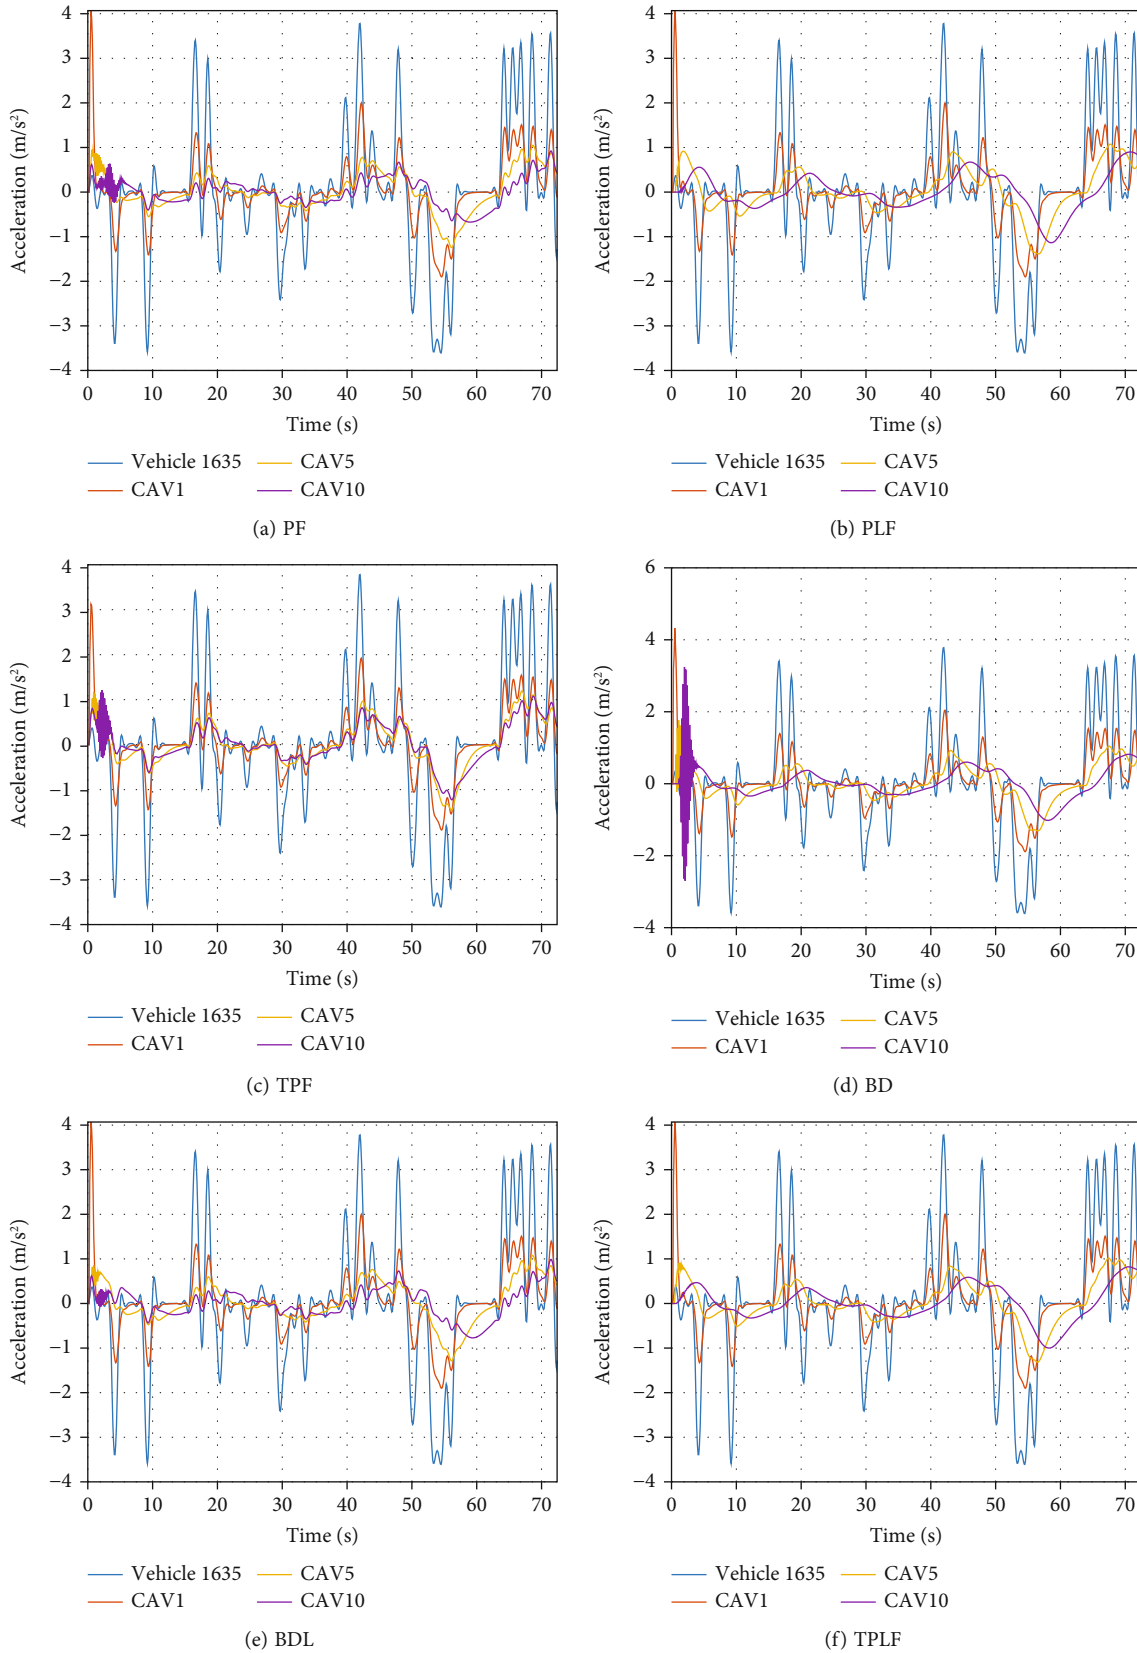 Acceleration (m/s²)
4
3
2
1
0
−1
−2
−3
−4
0 10 20 30 40 50 60 70
Time (s)
Vehicle 1635 CAV5
CAV1 CAV10
(a) PF
Acceleration (m/s²)
4
3
2
1
0
−1
−2
−3
−4
0 10 20 30 40 50 60 70
Time (s)
Vehicle 1635 CAV5
CAV1 CAV10
(b) PLF
Acceleration (m/s²)
4
3
2
1
0
−1
−2
−3
−4
0 10 20 30 40 50 60 70
Time (s)
Vehicle 1635 CAV5
CAV1 CAV10
(c) TPF
Acceleration (m/s²)
6
4
2
0
−2
−4
0 10 20 30 40 50 60 70
Time (s)
Vehicle 1635 CAV5
CAV1 CAV10
(d) BD
Acceleration (m/s²)
4
3
2
1
0
−1
−2
−3
−4
0 10 20 30 40 50 60 70
Time (s)
Vehicle 1635 CAV5
CAV1 CAV10
(e) BDL
Acceleration (m/s²)
4
3
2
1
0
−1
−2
−3
−4
0 10 20 30 40 50 60 70
Time (s)
Vehicle 1635 CAV5
CAV1 CAV10
(f) TPLF